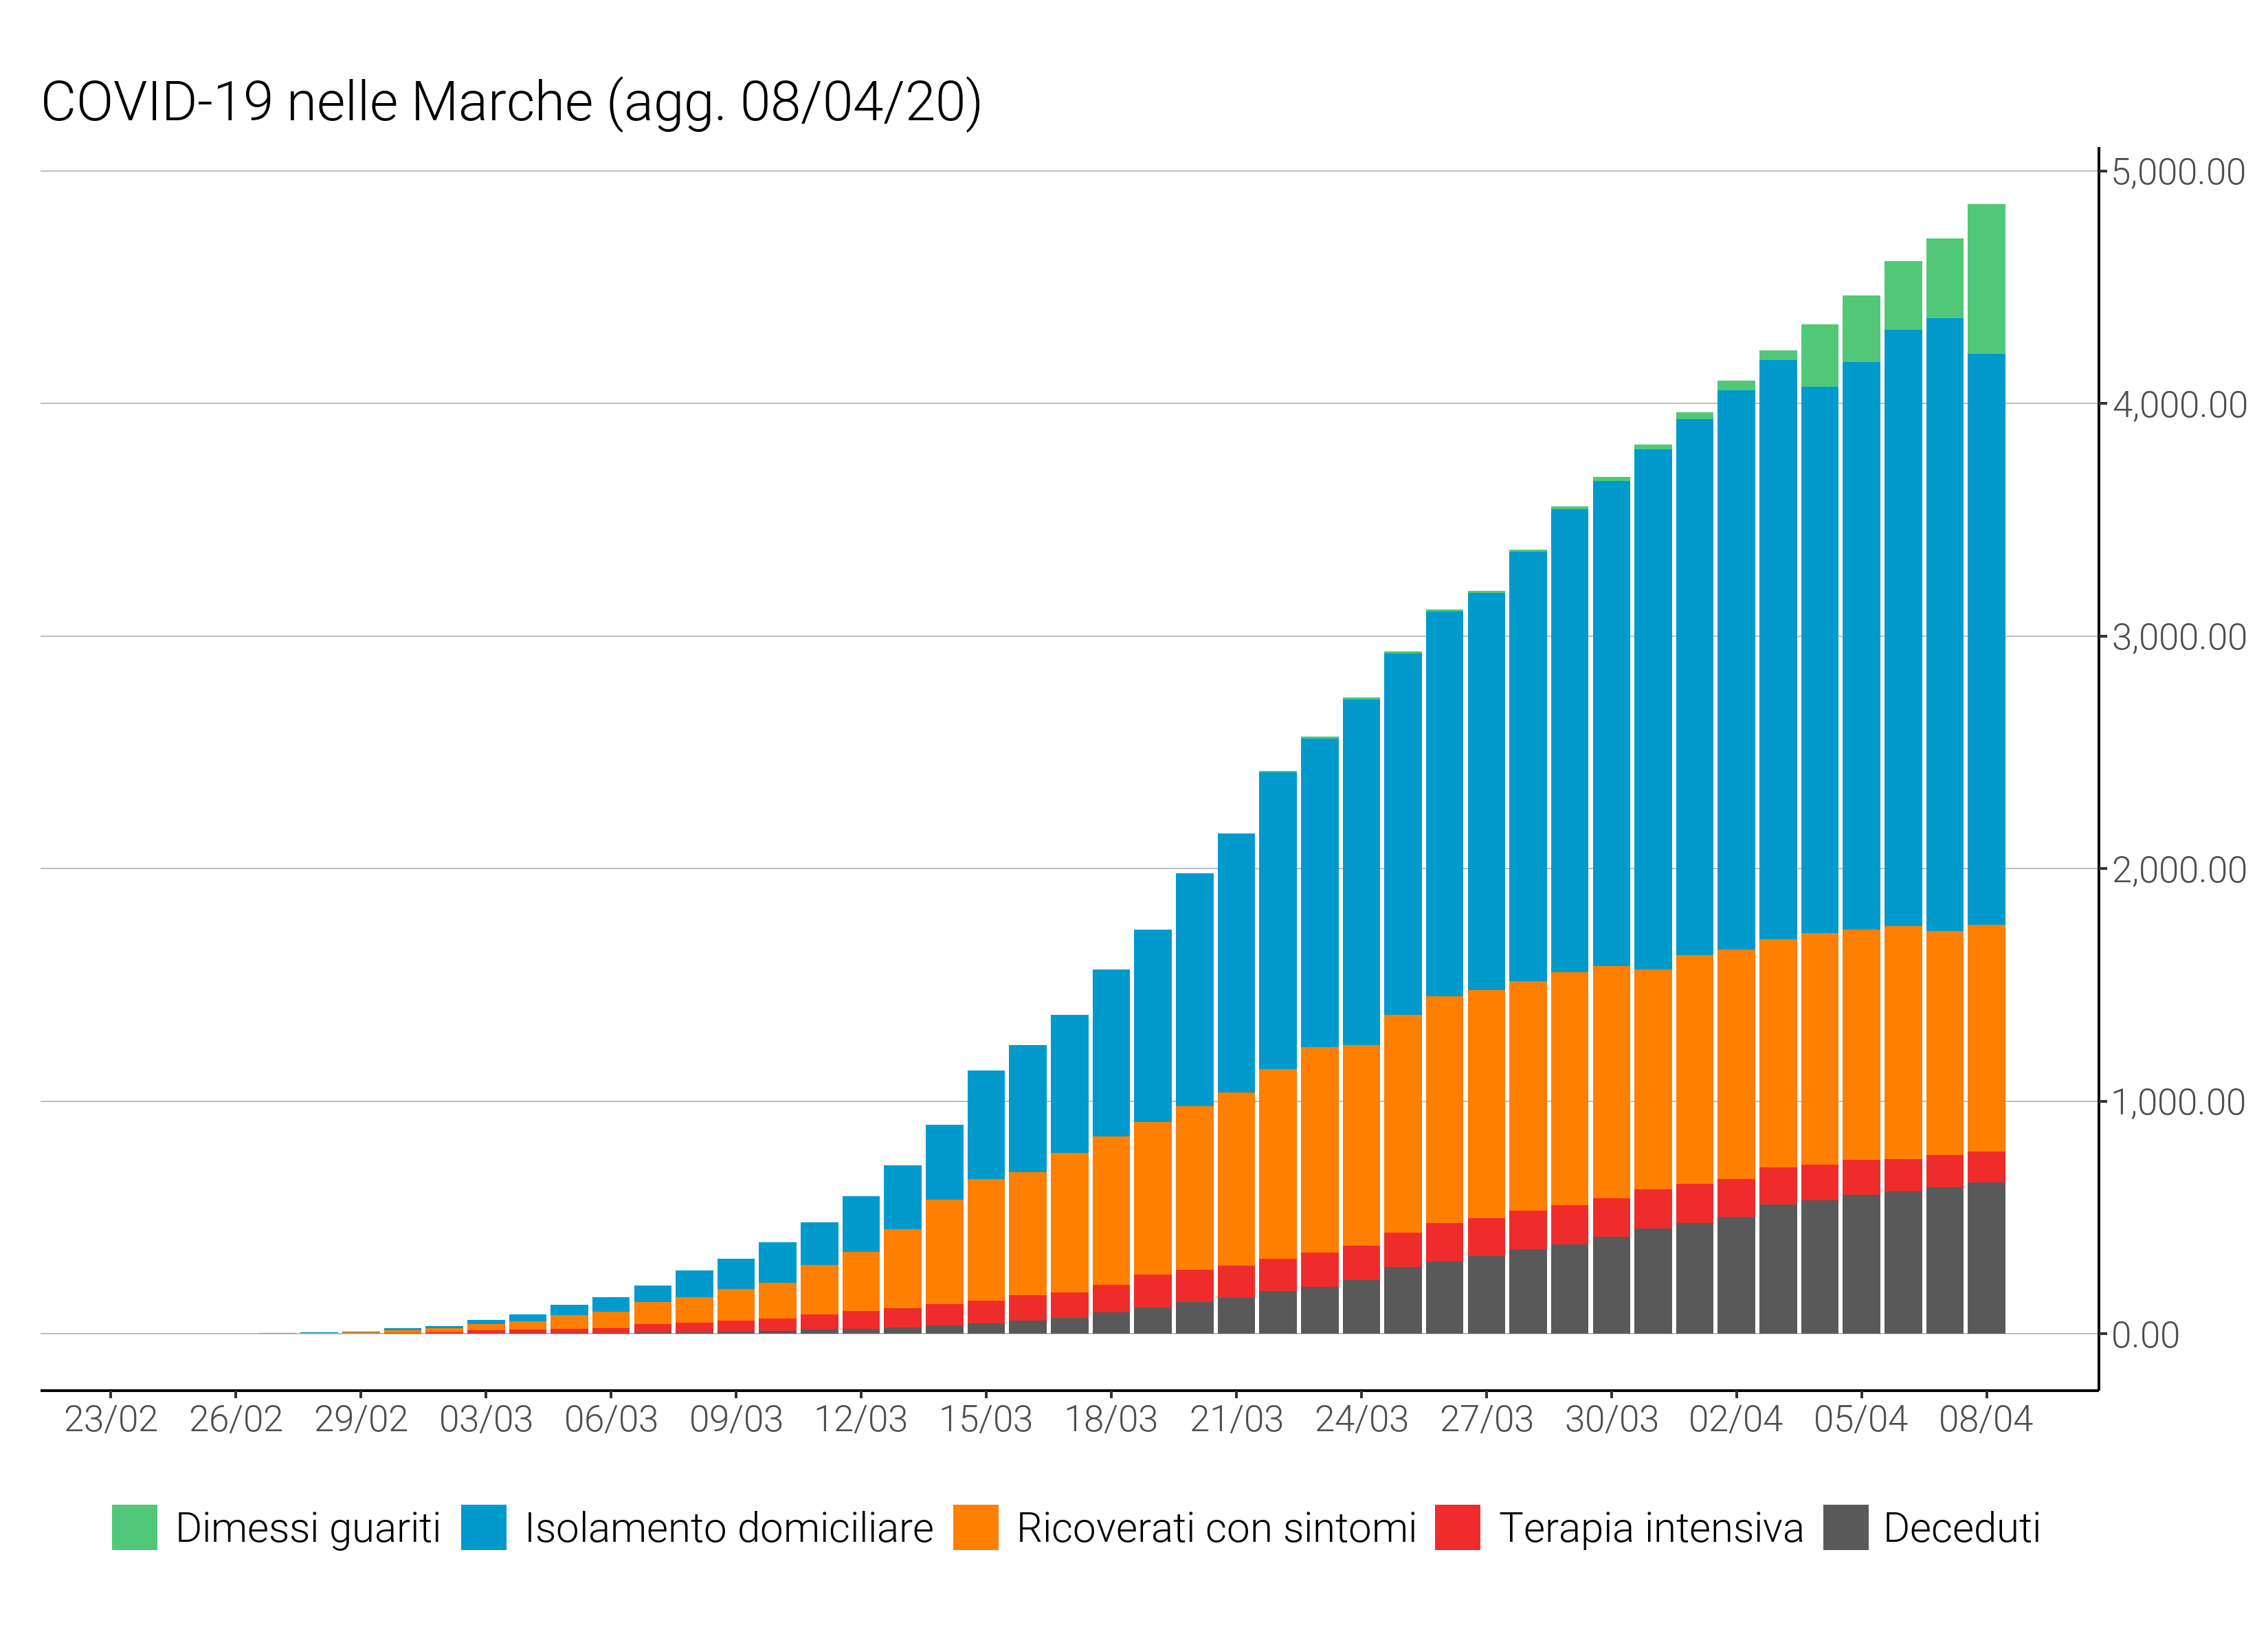 COVID-19 nelle Marche (agg. 08/04/20)
5,000.00
4,000.00
3,000.00
2,000.00
1,000.00
0.00
23/02 26/02 29/02 03/03 06/03 09/03 12/03 15/03 18/03 21/03 24/03 27/03 30/03 02/04 05/04 08/04
Dimessi guariti Isolamento domiciliare Ricoverati con sintomi Terapia intensiva Deceduti